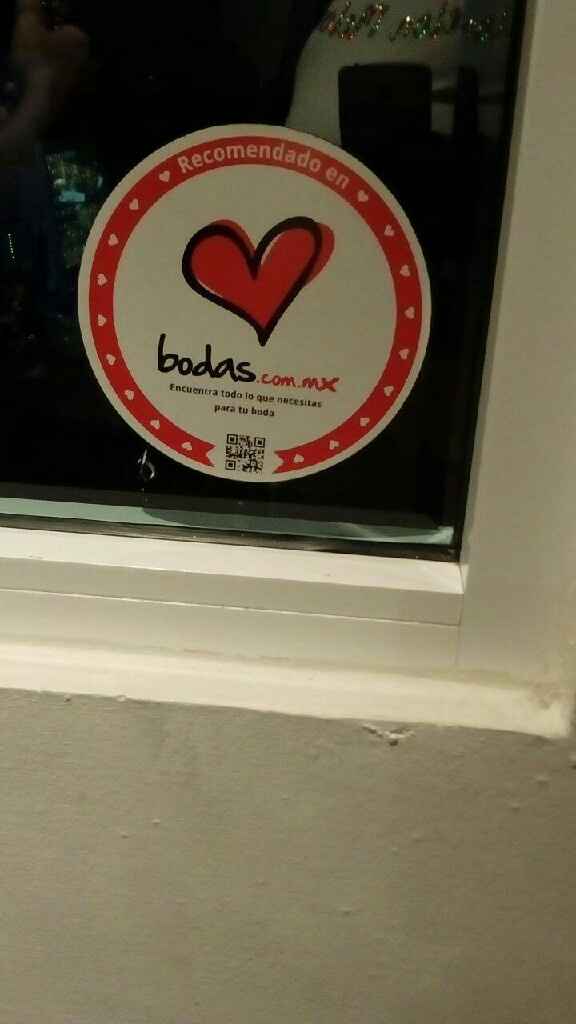 Recomendado en
bodas.com.mx
Encuentra todo lo que necesitas
para tu boda